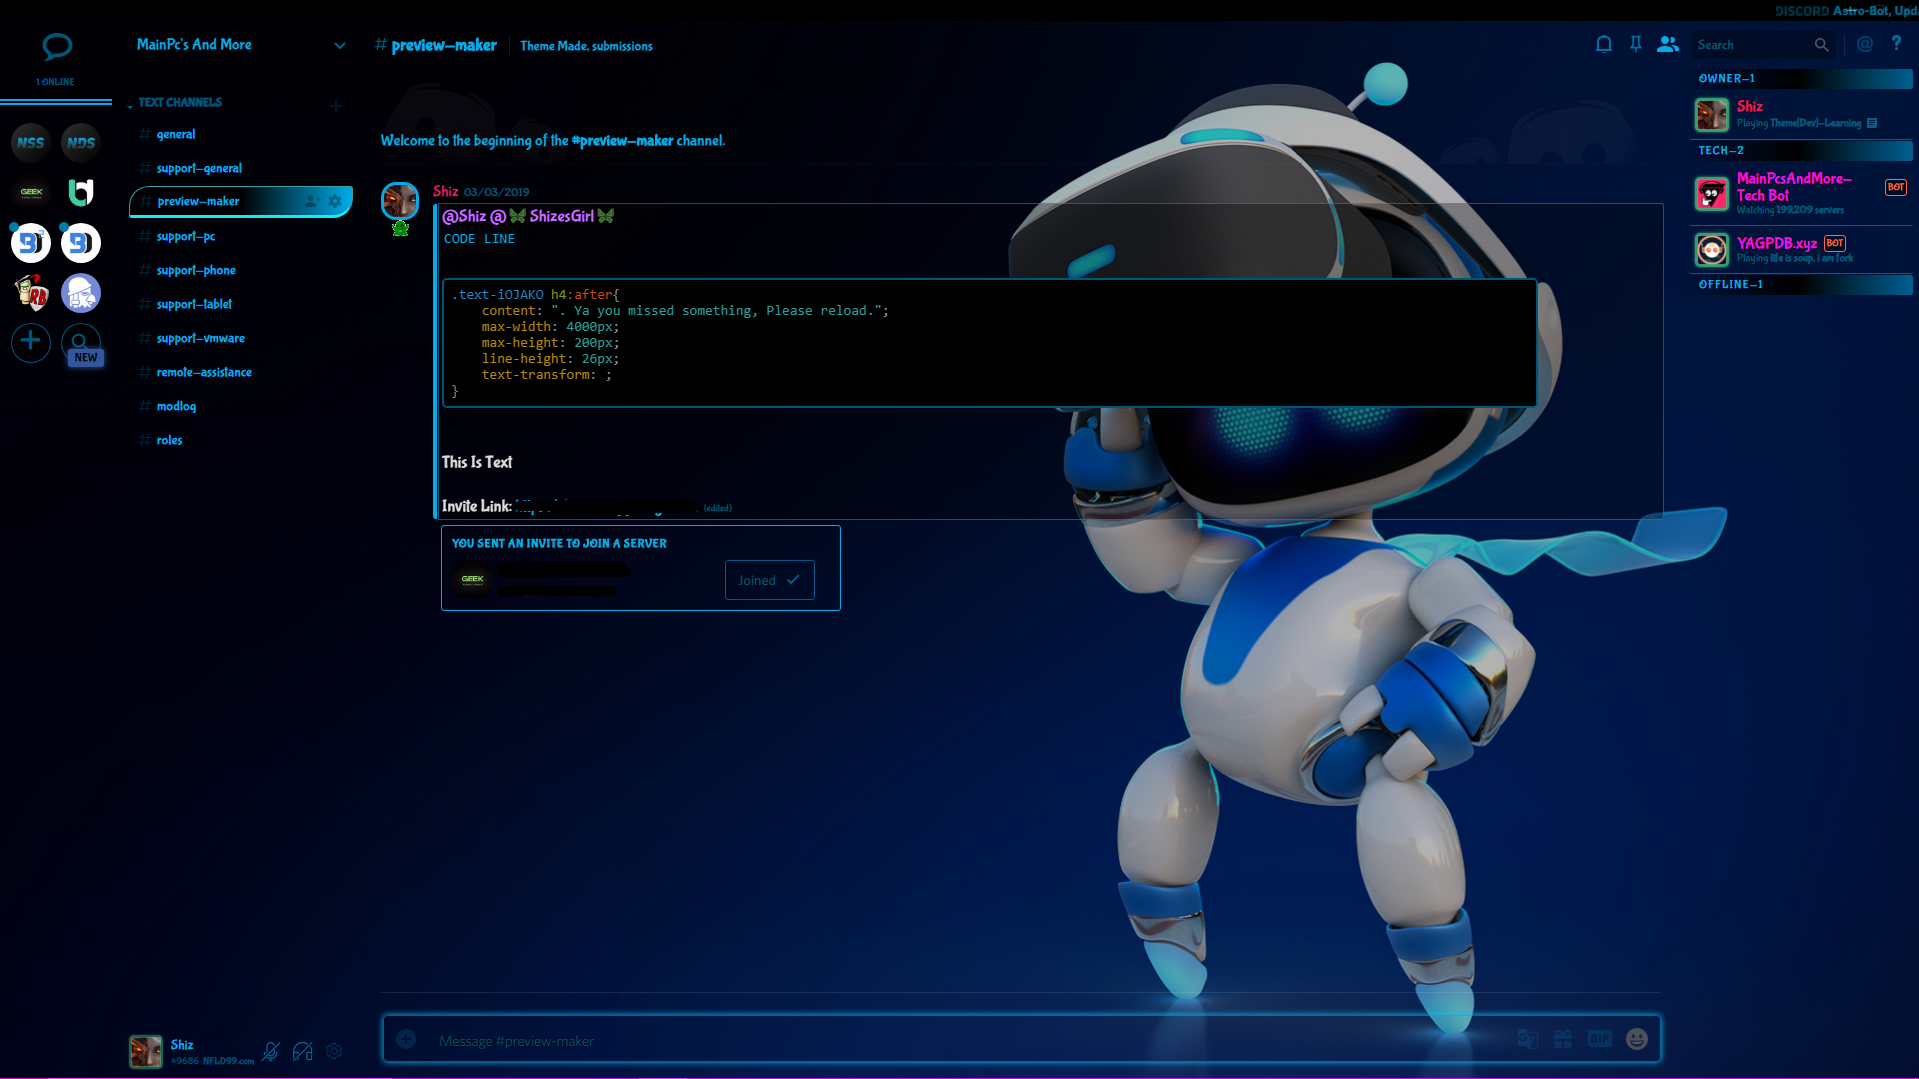 DISCORD Astro-Bot, Upd
1 ONLINE
NSS
NDS
GEEK
RB
NEW
MainPc's And More
TEXT CHANNELS
# general
# support-general
# preview-maker
# support-pc
# support-phone
# support-tablet
# support-vmware
# remote-assistance
# modlog
# roles
Shiz
#9686 NFLD99.com
# preview-maker
Theme Made, submissions
Search
@ ?
Welcome to the beginning of the #preview-maker channel.
Shiz 03/03/2019
@Shiz @ ShizesGirl
CODE LINE
.text-iOJAKO h4:after{
content: ". Ya you missed something, Please reload.";
max-width: 4000px;
max-height: 200px;
line-height: 26px;
text-transform: ;
}
This Is Text
Invite Link: (edited)
YOU SENT AN INVITE TO JOIN A SERVER
GEEK
Joined
Message #preview-maker
GIF
OWNER-1
Shiz
Playing Theme[Dev]-Learning
TECH-2
MainPcsAndMore-
Tech Bot
BOT
Watching 199,209 servers
YAGPDB.xyz BOT
Playing life is soup, i am fork
OFFLINE-1